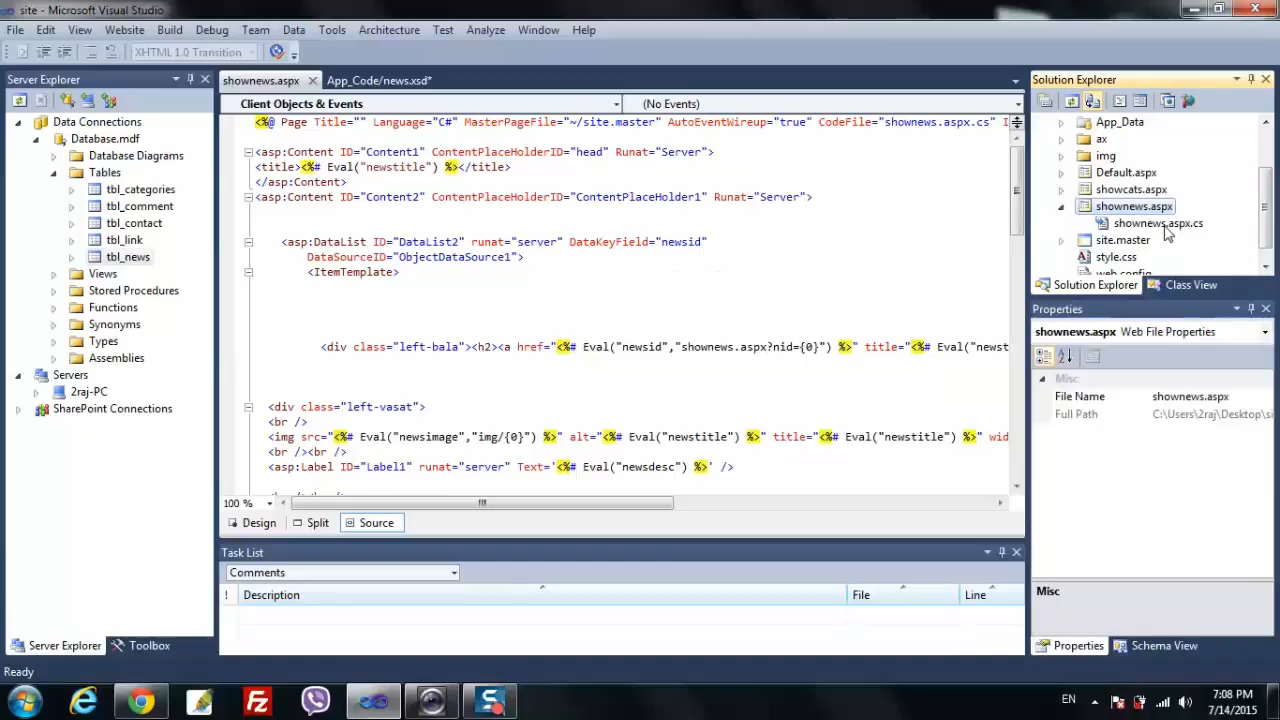 site - Microsoft Visual Studio
File Edit View Website Build Debug Team Data Tools Architecture Test Analyze Window Help
XHTML 1.0 Transition
Server Explorer
Data Connections
Database.mdf
Database Diagrams
Tables
tbl_categories
tbl_comment
tbl_contact
tbl_link
tbl_news
Views
Stored Procedures
Functions
Synonyms
Types
Assemblies
Servers
2raj-PC
SharePoint Connections
Server Explorer Toolbox
shownews.aspx App_Code/news.xsd*
Client Objects & Events (No Events)
<%@ Page Title="" Language="C#" MasterPageFile="~/site.master" AutoEventWireup="true" CodeFile="shownews.aspx.cs" I
<asp:Content ID="Content1" ContentPlaceHolderID="head" Runat="Server">
<title><%# Eval("newstitle") %></title>
</asp:Content>
<asp:Content ID="Content2" ContentPlaceHolderID="ContentPlaceHolder1" Runat="Server">
<asp:DataList ID="DataList2" runat="server" DataKeyField="newsid"
DataSourceID="ObjectDataSource1">
<ItemTemplate>
<div class="left-bala"><h2><a href="<%# Eval("newsid","shownews.aspx?nid={0}") %>" title="<%# Eval("newst
<div class="left-vasat">
<br />
<img src="<%# Eval("newsimage","img/{0}") %>" alt="<%# Eval("newstitle") %>" title="<%# Eval("newstitle") %>" wid
<br /><br />
<asp:Label ID="Label1" runat="server" Text='<%# Eval("newsdesc") %>' />
100 %
Design Split Source
Task List
Comments
! Description File Line
Solution Explorer
App_Data
ax
img
Default.aspx
showcats.aspx
shownews.aspx
shownews.aspx.cs
site.master
style.css
web.config
Solution Explorer Class View
Properties
shownews.aspx Web File Properties
Misc
File Name shownews.aspx
Full Path C:\Users\2raj\Desktop\si
Misc
Properties Schema View
Ready
EN
7:08 PM
7/14/2015